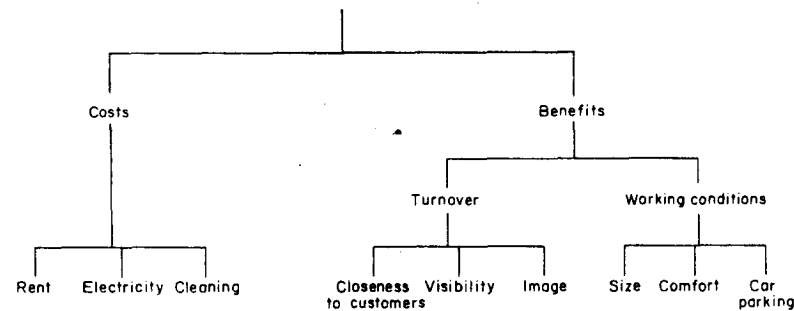 Costs
Benefits
Turnover
Working conditions
Rent
Electricity
Cleaning
Closeness
to customers
Visibility
Image
Size
Comfort
Car
parking